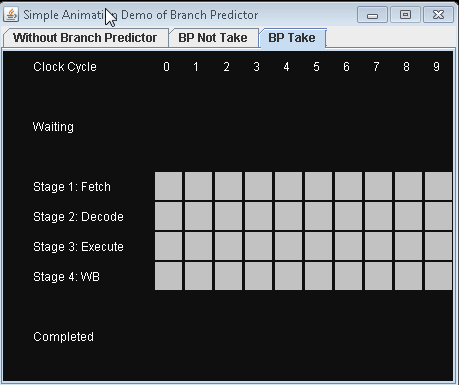 Simple Animation Demo of Branch Predictor
Without Branch Predictor BP Not Take BP Take
Clock Cycle 0 1 2 3 4 5 6 7 8 9
Waiting
Stage 1: Fetch
Stage 2: Decode
Stage 3: Execute
Stage 4: WB
Completed